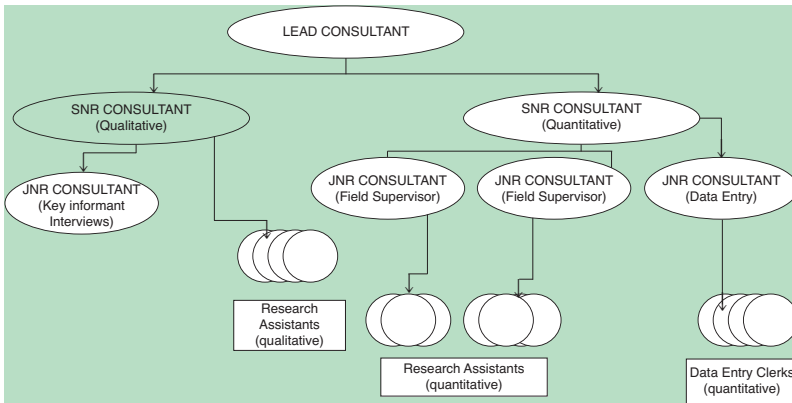 LEAD CONSULTANT
SNR CONSULTANT
(Qualitative)
SNR CONSULTANT
(Quantitative)
JNR CONSULTANT
(Key informant
Interviews)
JNR CONSULTANT
(Field Supervisor)
JNR CONSULTANT
(Field Supervisor)
JNR CONSULTANT
(Data Entry)
Research
Assistants
(qualitative)
Research Assistants
(quantitative)
Data Entry Clerks
(quantitative)